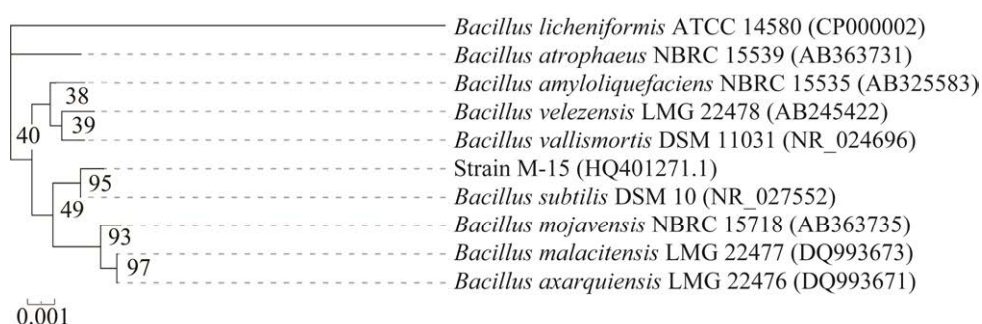 Bacillus licheniformis ATCC 14580 (CP000002)
Bacillus atrophaeus NBRC 15539 (AB363731)
Bacillus amyloliquefaciens NBRC 15535 (AB325583)
38
Bacillus velezensis LMG 22478 (AB245422)
39
40
Bacillus vallismortis DSM 11031 (NR_024696)
Strain M-15 (HQ401271.1)
95
Bacillus subtilis DSM 10 (NR_027552)
49
Bacillus mojavensis NBRC 15718 (AB363735)
93
Bacillus malacitensis LMG 22477 (DQ993673)
97
Bacillus axarquiensis LMG 22476 (DQ993671)
0.001